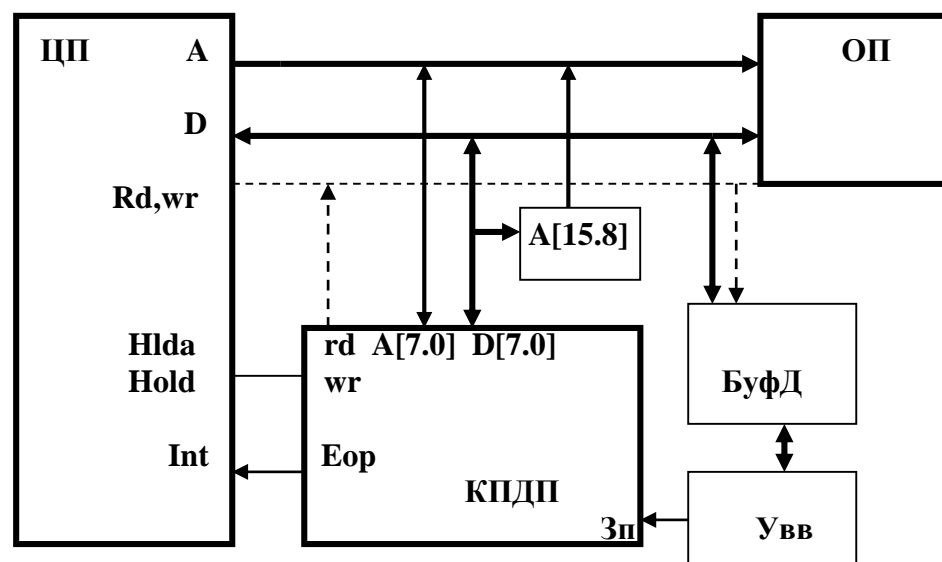 ЦП A ОП
D
Rd,wr
A[15.8]
Hlda rd A[7.0] D[7.0]
Hold wr БуфД
Int Eop
КПДП
Зп Увв